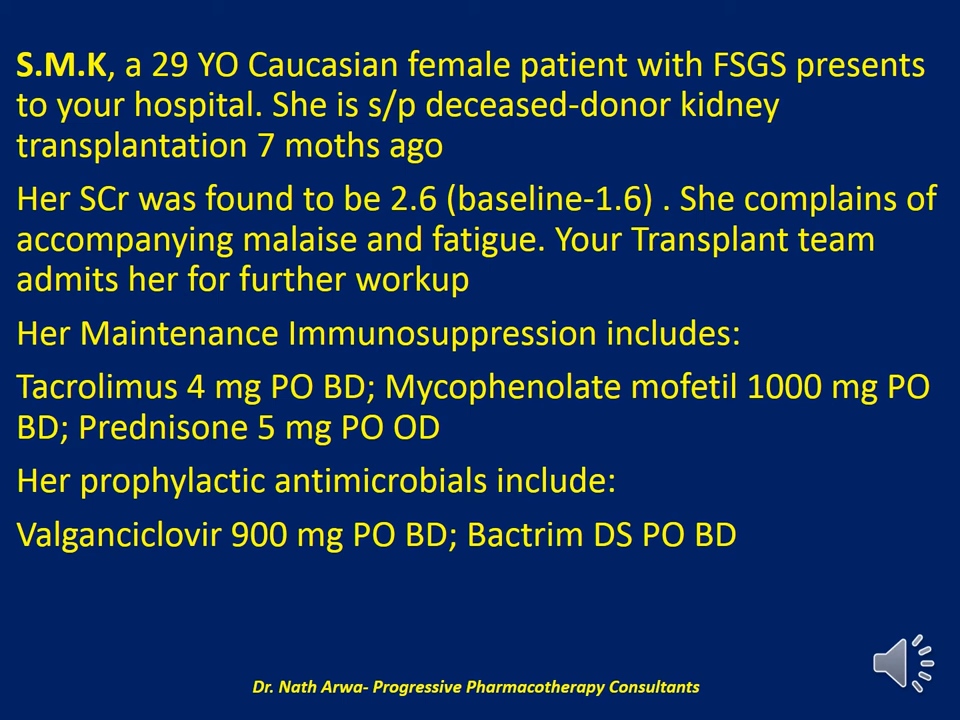 S.M.K, a 29 YO Caucasian female patient with FSGS presents
to your hospital. She is s/p deceased-donor kidney
transplantation 7 moths ago
Her SCr was found to be 2.6 (baseline-1.6) . She complains of
accompanying malaise and fatigue. Your Transplant team
admits her for further workup
Her Maintenance Immunosuppression includes:
Tacrolimus 4 mg PO BD; Mycophenolate mofetil 1000 mg PO
BD; Prednisone 5 mg PO OD
Her prophylactic antimicrobials include:
Valganciclovir 900 mg PO BD; Bactrim DS PO BD
Dr. Nath Arwa- Progressive Pharmacotherapy Consultants